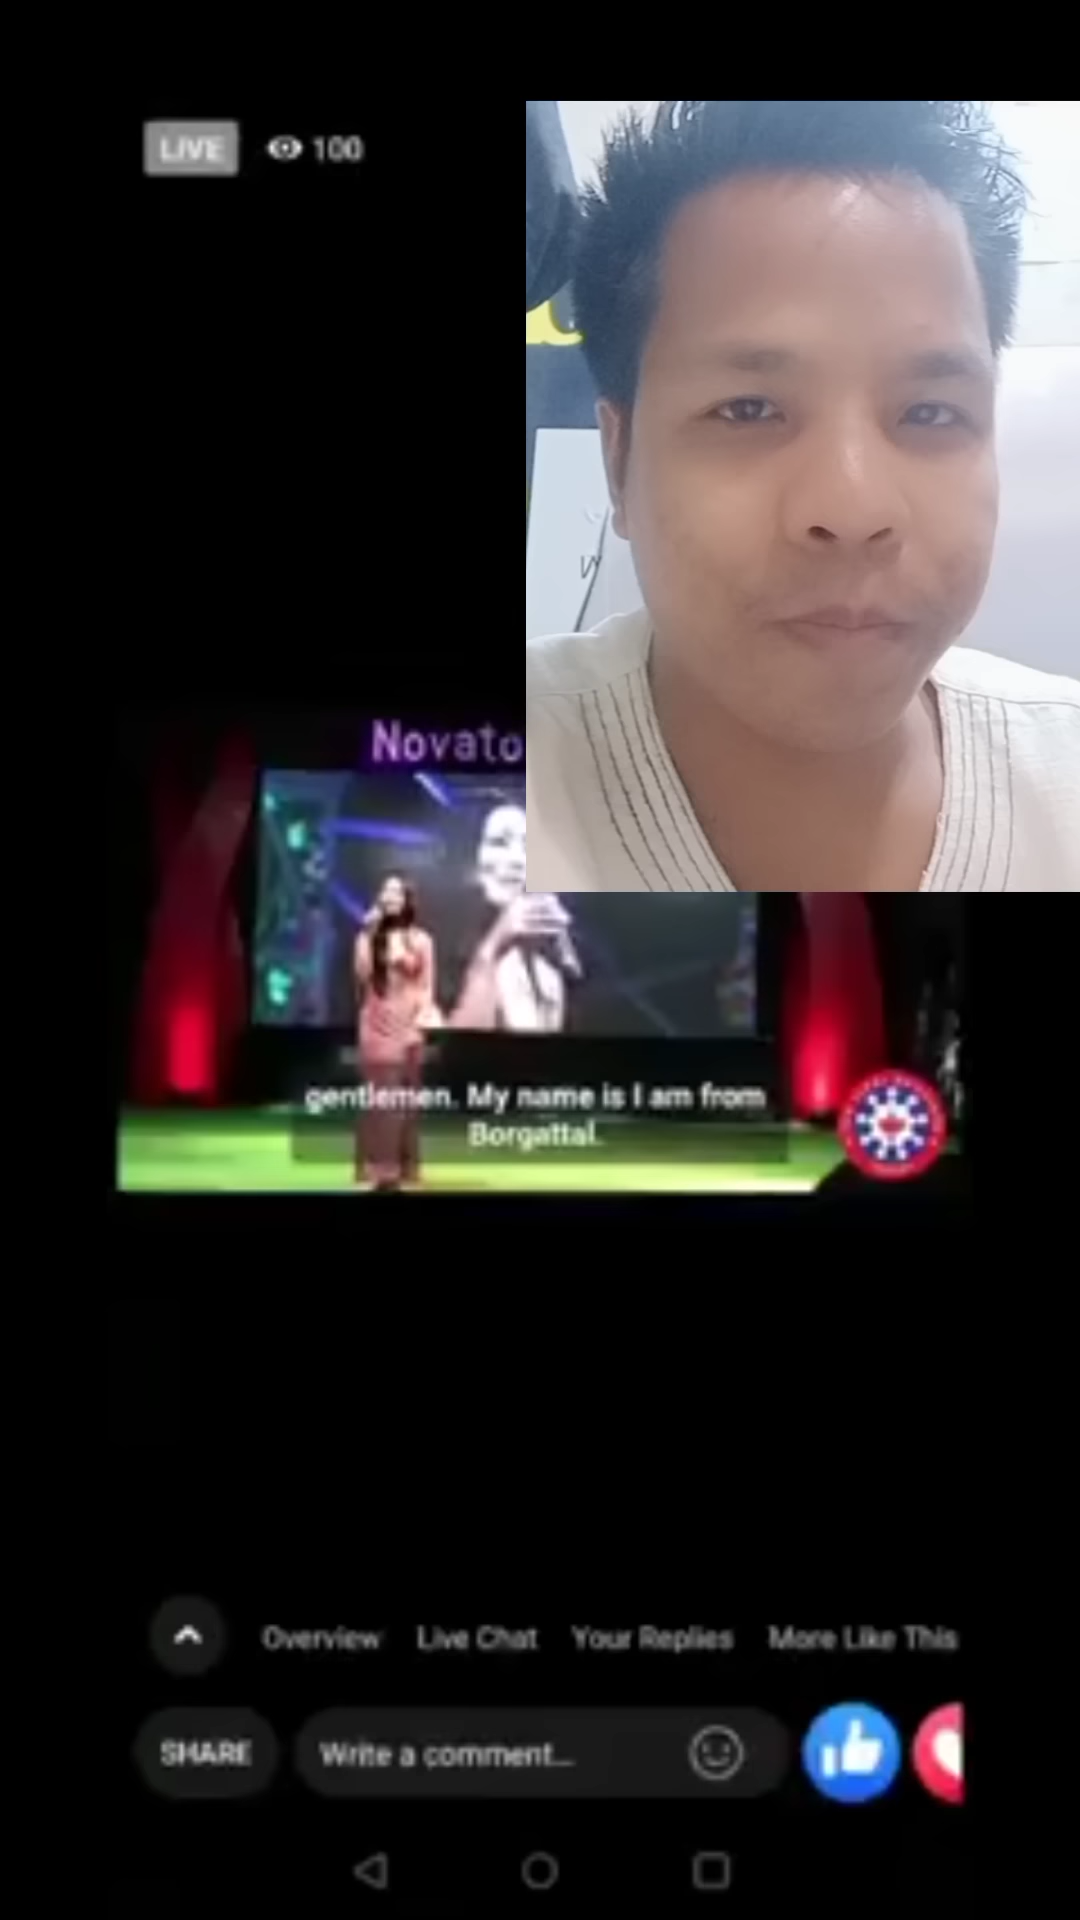 LIVE 100
Novato
gentlemen. My name is I am from
Borgattal.
Overview Live Chat Your Replies More Like This
SHARE Write a comment...